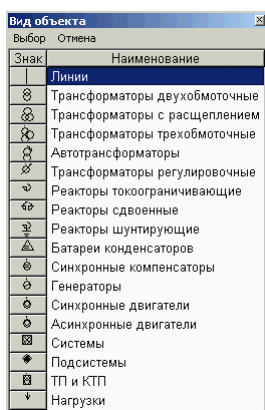 Вид объекта
Выбор Отмена
Знак Наименование
Линии
Трансформаторы двухобмоточные
Трансформаторы с расщеплением
Трансформаторы трехобмоточные
Автотрансформаторы
Трансформаторы регулировочные
Реакторы токоограничивающие
Реакторы сдвоенные
Реакторы шунтирующие
Батареи конденсаторов
Синхронные компенсаторы
Генераторы
Синхронные двигатели
Асинхронные двигатели
Системы
Подсистемы
ТП и КТП
Нагрузки